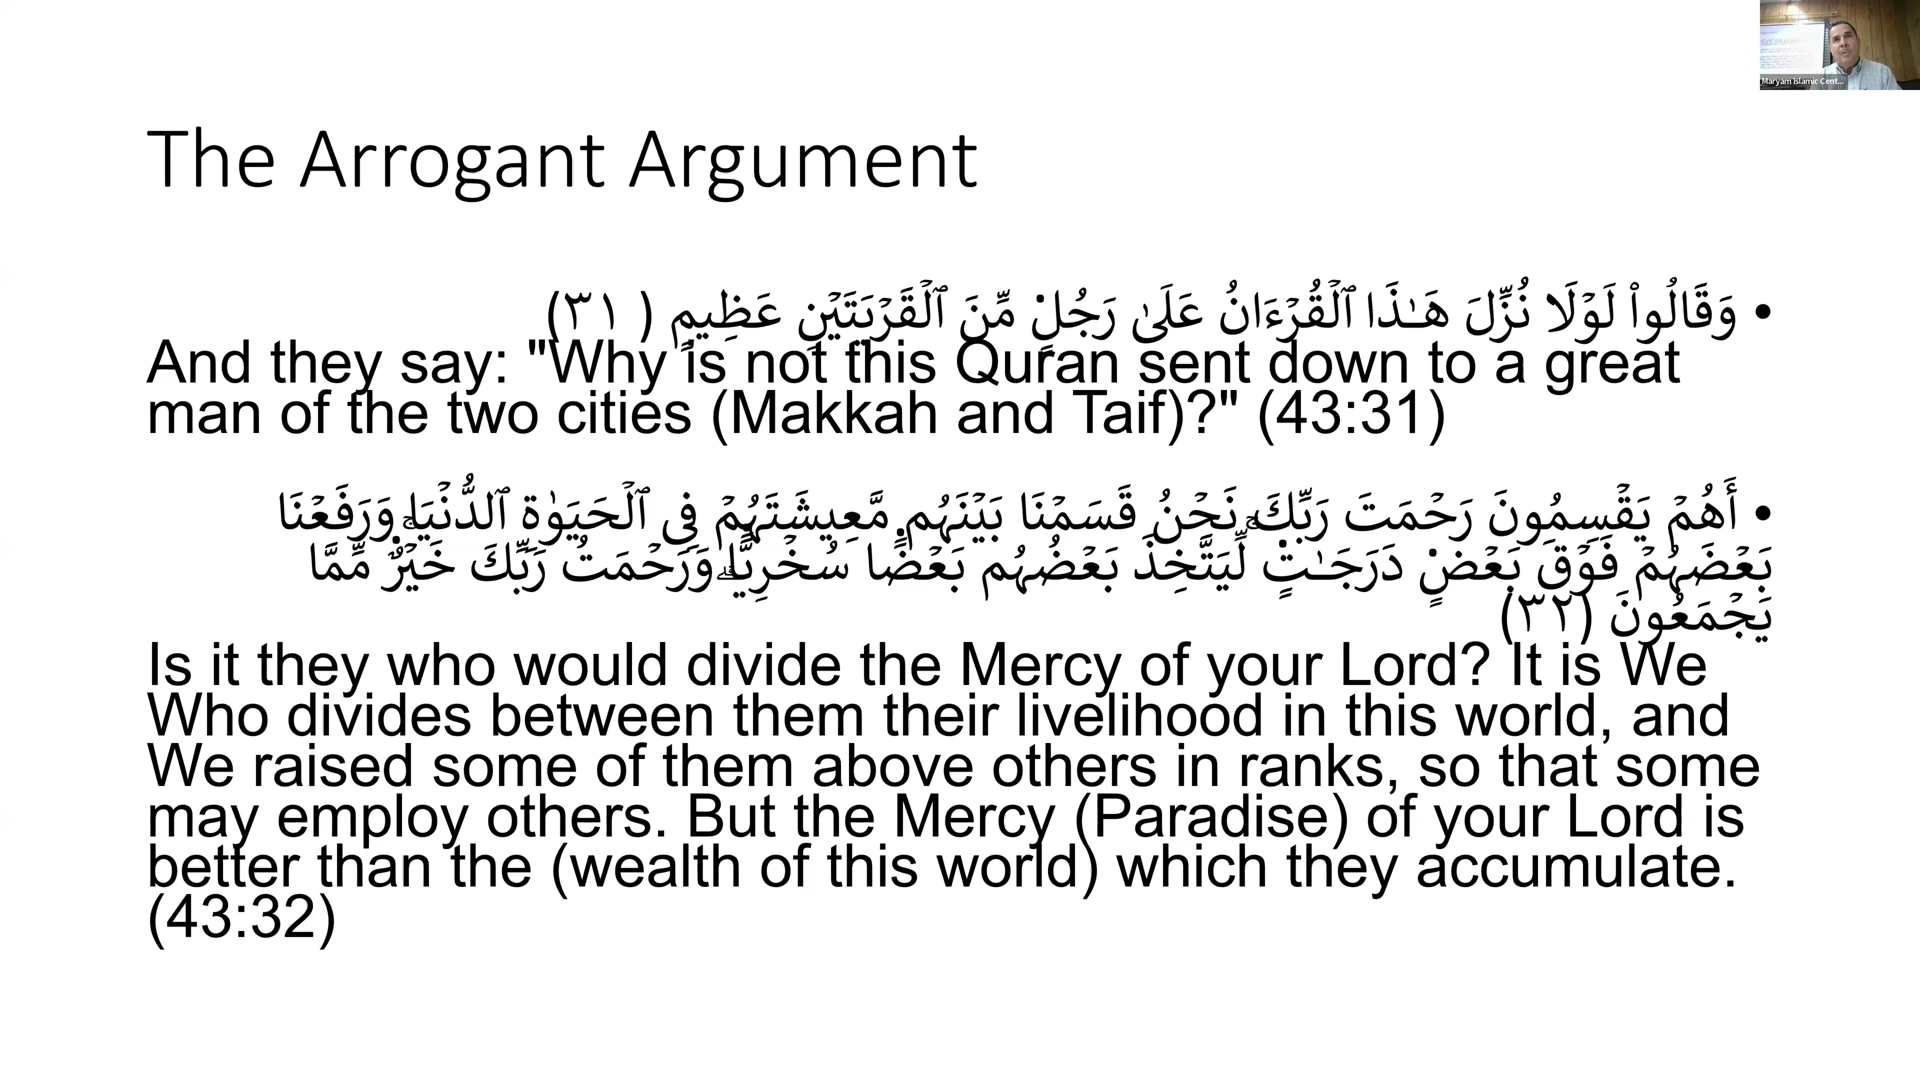 The Arrogant Argument
• وَقَالُوا۟ لَوْلَا نُزِّلَ هَـٰذَا ٱلْقُرْءَانُ عَلَىٰ رَجُلٍ مِّنَ ٱلْقَرْيَتَيْنِ عَظِيمٍ ( ٣١)
And they say: "Why is not this Quran sent down to a great
man of the two cities (Makkah and Taif)?" (43:31)
• أَهُمْ يَقْسِمُونَ رَحْمَتَ رَبِّكَ ۚ نَحْنُ قَسَمْنَا بَيْنَهُم مَّعِيشَتَهُمْ فِى ٱلْحَيَوٰةِ ٱلدُّنْيَا ۚ وَرَفَعْنَا
بَعْضَهُمْ فَوْقَ بَعْضٍ دَرَجَـٰتٍ لِّيَتَّخِذَ بَعْضُهُم بَعْضًا سُخْرِيًّا ۗ وَرَحْمَتُ رَبِّكَ خَيْرٌ مِّمَّا
يَجْمَعُونَ (٣٢)
Is it they who would divide the Mercy of your Lord? It is We
Who divides between them their livelihood in this world, and
We raised some of them above others in ranks, so that some
may employ others. But the Mercy (Paradise) of your Lord is
better than the (wealth of this world) which they accumulate.
(43:32)
Maryam Islamic Cent...